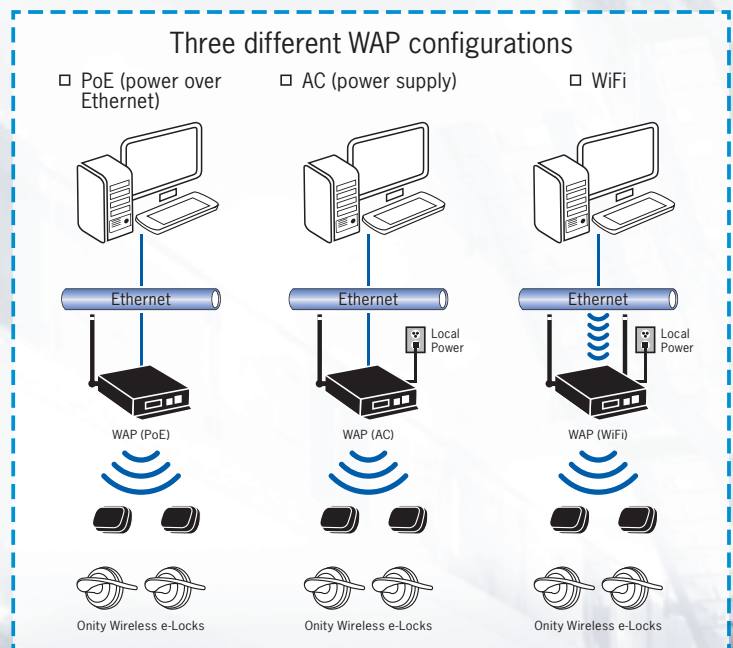 Three different WAP configurations
PoE (power over
Ethernet)
AC (power supply)
WiFi
Ethernet
Ethernet
Ethernet
Local
Power
Local
Power
WAP (PoE)
WAP (AC)
WAP (WiFi)
Onity Wireless e-Locks
Onity Wireless e-Locks
Onity Wireless e-Locks